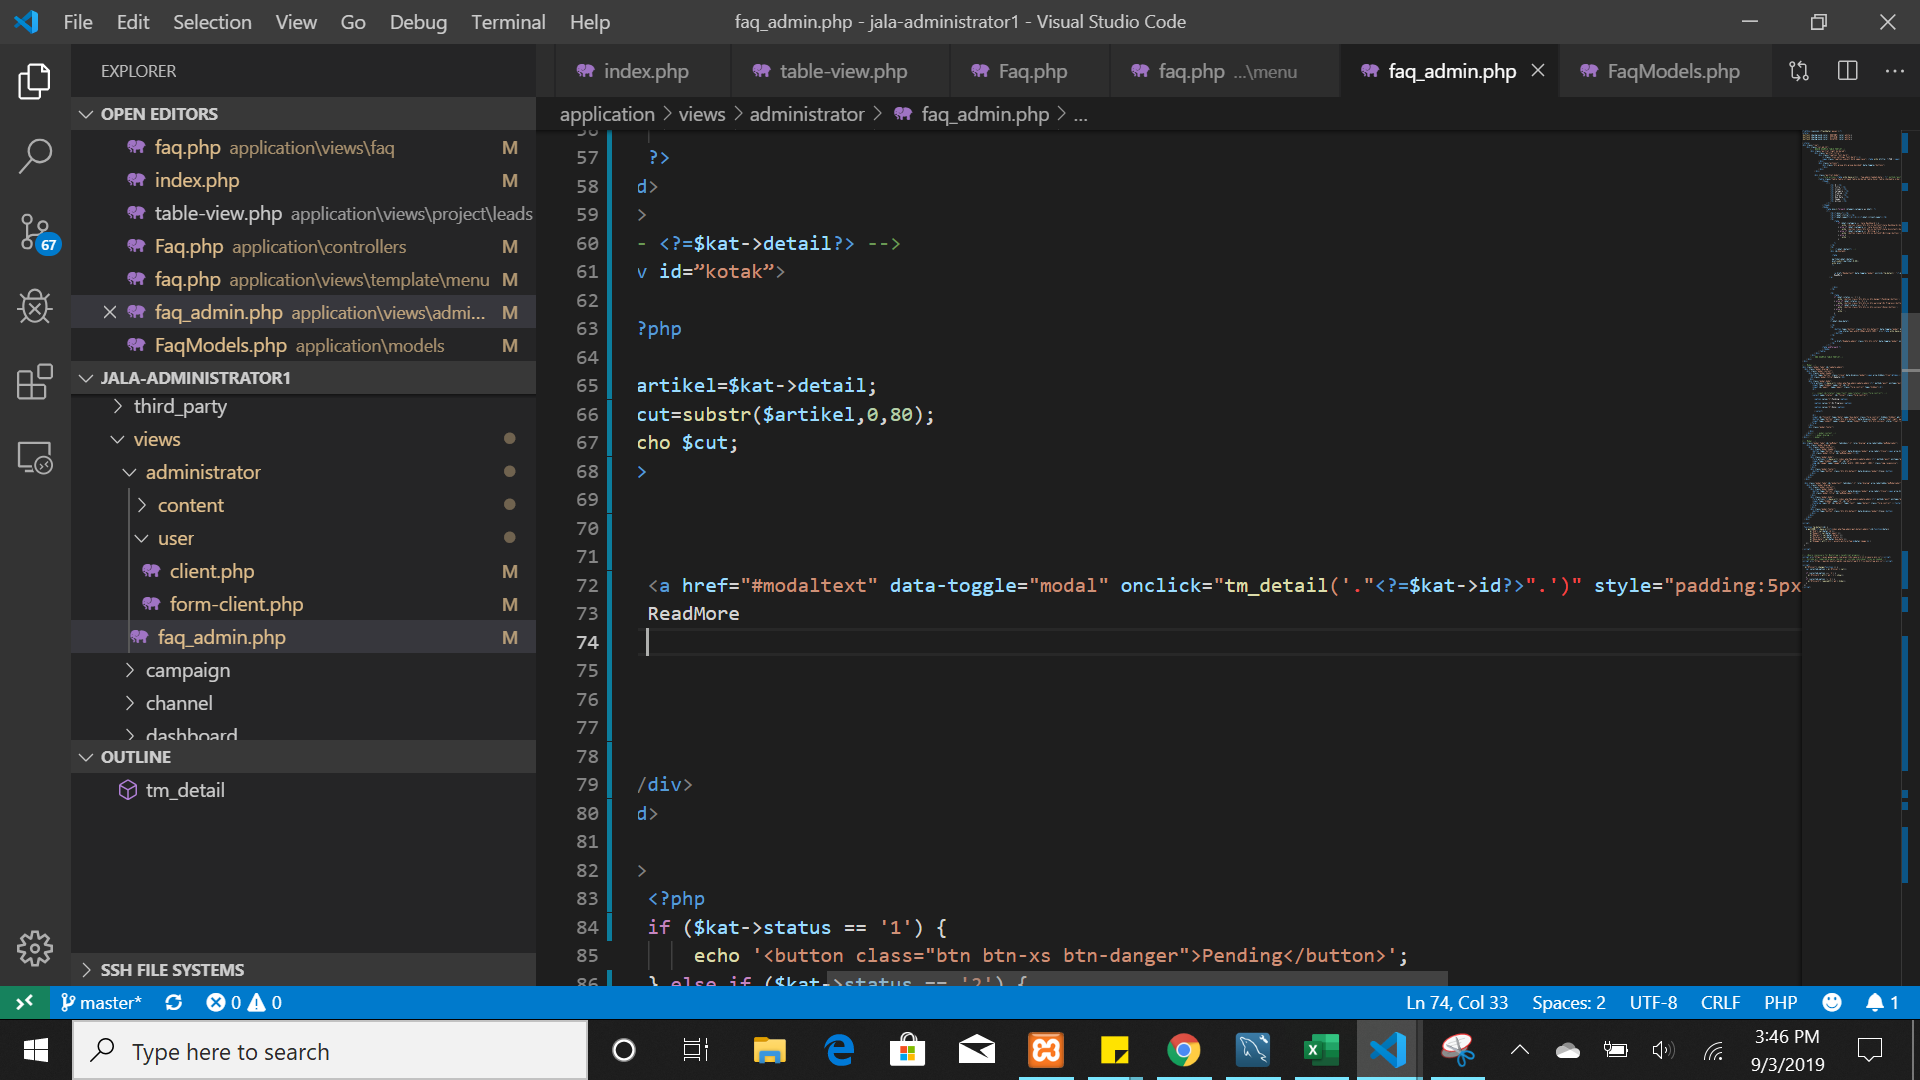 File Edit Selection View Go Debug Terminal Help
faq_admin.php - jala-administrator1 - Visual Studio Code
EXPLORER
index.php
table-view.php
Faq.php
faq.php ...\menu
faq_admin.php
FaqModels.php
OPEN EDITORS
faq.php application\views\faq M
index.php M
table-view.php application\views\project\leads
Faq.php application\controllers M
faq.php application\views\template\menu M
faq_admin.php application\views\admi... M
FaqModels.php application\models M
JALA-ADMINISTRATOR1
third_party
views
administrator
content
user
client.php M
form-client.php M
faq_admin.php M
campaign
channel
dashboard
OUTLINE
tm_detail
SSH FILE SYSTEMS
67
application > views > administrator > faq_admin.php > ...
56
57 ?>
58 d>
59 >
60 - <?=$kat->detail?> -->
61 v id=”kotak”>
62
63 ?php
64
65 artikel=$kat->detail;
66 cut=substr($artikel,0,80);
67 cho $cut;
68 >
69
70
71
72 <a href="#modaltext" data-toggle="modal" onclick="tm_detail('."<?=$kat->id?>".')" style="padding:5px
73 ReadMore
74
75
76
77
78
79 /div>
80 d>
81
82 >
83 <?php
84 if ($kat->status == '1') {
85 echo '<button class="btn btn-xs btn-danger">Pending</button>';
86 } else if ($kat->status == '2') {
master* 0 0
Ln 74, Col 33 Spaces: 2 UTF-8 CRLF PHP 1
Type here to search
3:46 PM
9/3/2019